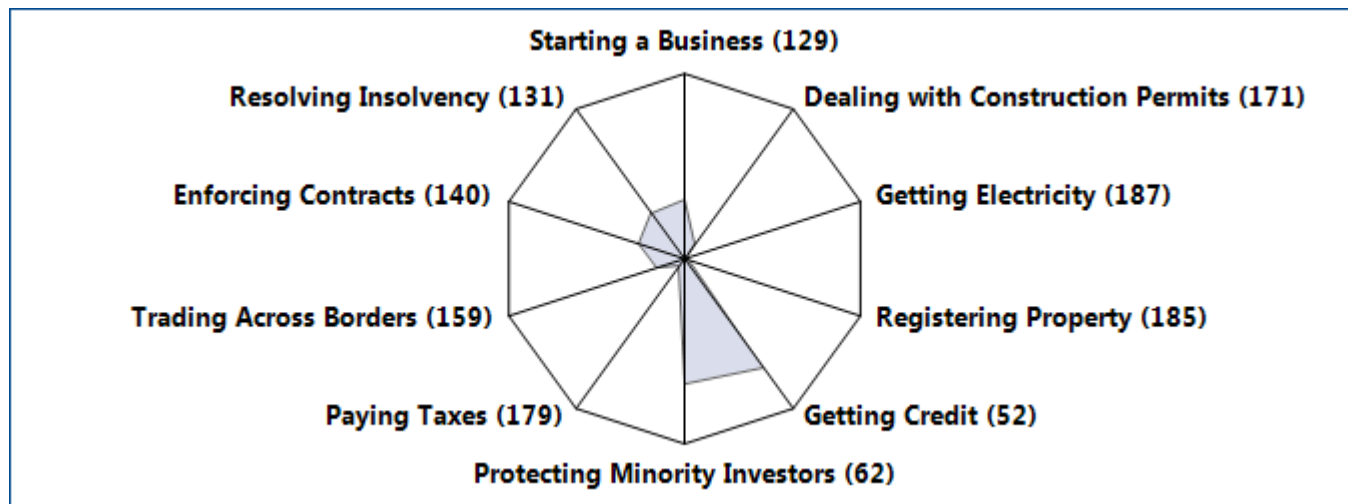 Starting a Business (129)
Resolving Insolvency (131)
Dealing with Construction Permits (171)
Enforcing Contracts (140)
Getting Electricity (187)
Trading Across Borders (159)
Registering Property (185)
Paying Taxes (179)
Getting Credit (52)
Protecting Minority Investors (62)